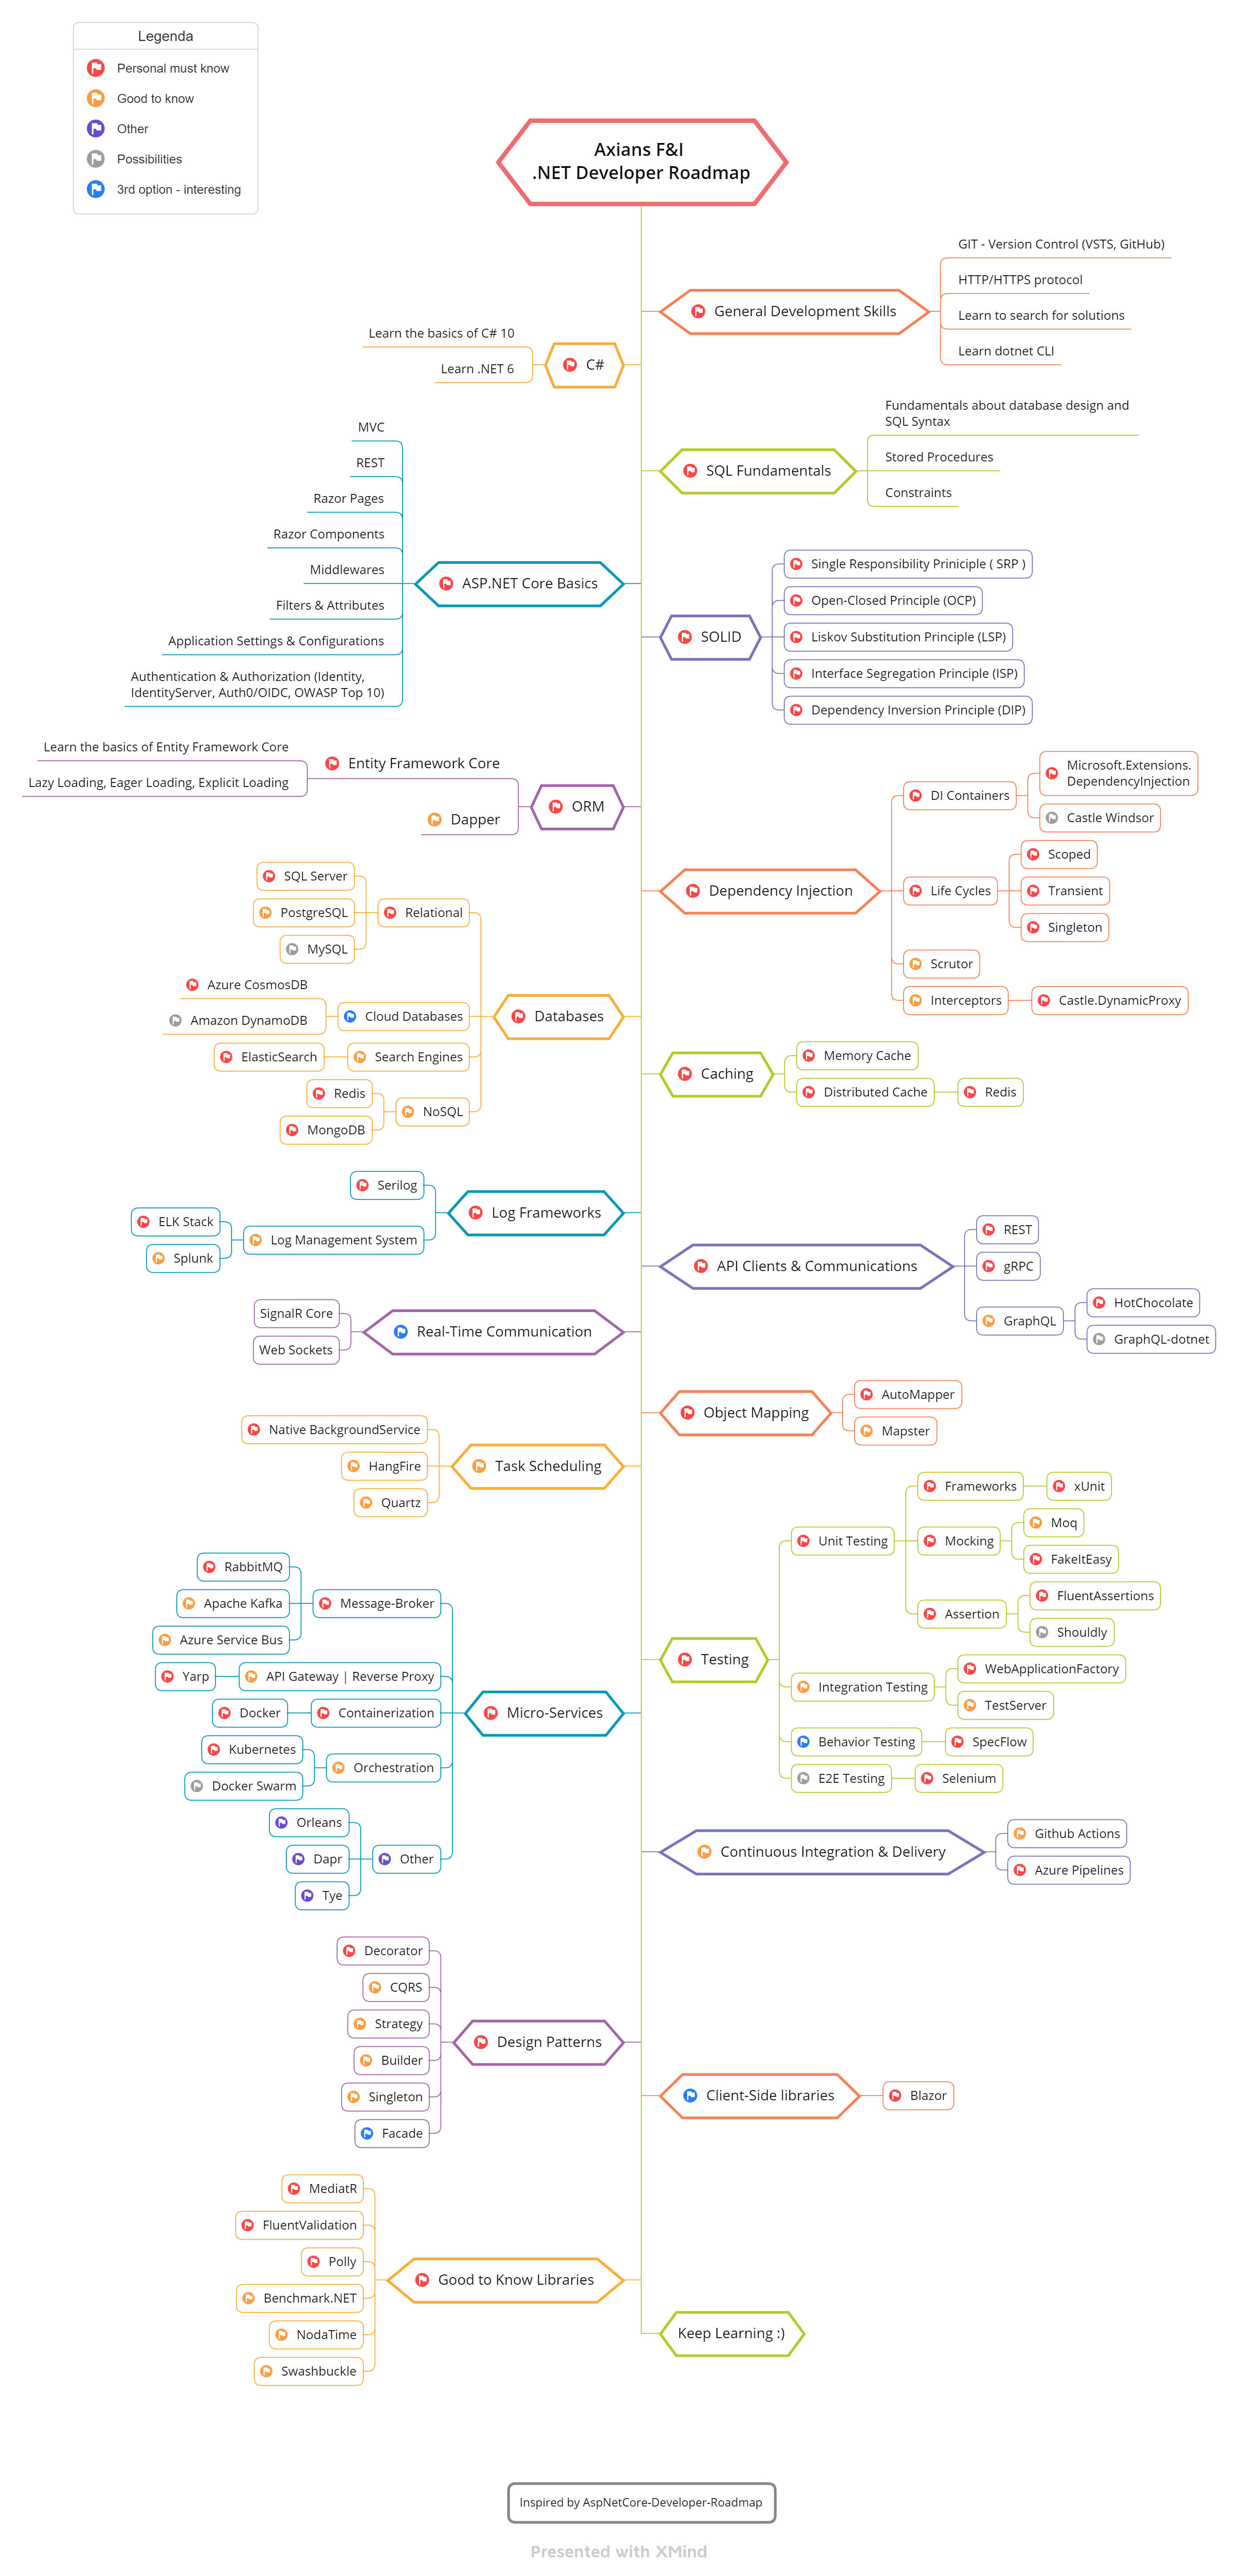 Legenda
Personal must know
Good to know
Other
Possibilities
3rd option - interesting
Axians F&I
.NET Developer Roadmap
General Development Skills
GIT - Version Control (VSTS, GitHub)
HTTP/HTTPS protocol
Learn to search for solutions
Learn dotnet CLI
C#
Learn the basics of C# 10
Learn .NET 6
SQL Fundamentals
Fundamentals about database design and
SQL Syntax
Stored Procedures
Constraints
ASP.NET Core Basics
MVC
REST
Razor Pages
Razor Components
Middlewares
Filters & Attributes
Application Settings & Configurations
Authentication & Authorization (Identity,
IdentityServer, Auth0/OIDC, OWASP Top 10)
SOLID
Single Responsibility Priniciple ( SRP )
Open-Closed Principle (OCP)
Liskov Substitution Principle (LSP)
Interface Segregation Principle (ISP)
Dependency Inversion Principle (DIP)
ORM
Entity Framework Core
Learn the basics of Entity Framework Core
Lazy Loading, Eager Loading, Explicit Loading
Dapper
Dependency Injection
DI Containers
Microsoft.Extensions.
DependencyInjection
Castle Windsor
Life Cycles
Scoped
Transient
Singleton
Scrutor
Interceptors
Castle.DynamicProxy
Databases
Relational
SQL Server
PostgreSQL
MySQL
Cloud Databases
Azure CosmosDB
Amazon DynamoDB
Search Engines
ElasticSearch
NoSQL
Redis
MongoDB
Caching
Memory Cache
Distributed Cache
Redis
Log Frameworks
Serilog
Log Management System
ELK Stack
Splunk
API Clients & Communications
REST
gRPC
GraphQL
HotChocolate
GraphQL-dotnet
Real-Time Communication
SignalR Core
Web Sockets
Object Mapping
AutoMapper
Mapster
Task Scheduling
Native BackgroundService
HangFire
Quartz
Testing
Unit Testing
Frameworks
xUnit
Mocking
Moq
FakeItEasy
Assertion
FluentAssertions
Shouldly
Integration Testing
WebApplicationFactory
TestServer
Behavior Testing
SpecFlow
E2E Testing
Selenium
Micro-Services
Message-Broker
RabbitMQ
Apache Kafka
Azure Service Bus
API Gateway | Reverse Proxy
Yarp
Containerization
Docker
Orchestration
Kubernetes
Docker Swarm
Other
Orleans
Dapr
Tye
Continuous Integration & Delivery
Github Actions
Azure Pipelines
Design Patterns
Decorator
CQRS
Strategy
Builder
Singleton
Facade
Client-Side libraries
Blazor
Good to Know Libraries
MediatR
FluentValidation
Polly
Benchmark.NET
NodaTime
Swashbuckle
Keep Learning :)
Inspired by AspNetCore-Developer-Roadmap
Presented with XMind